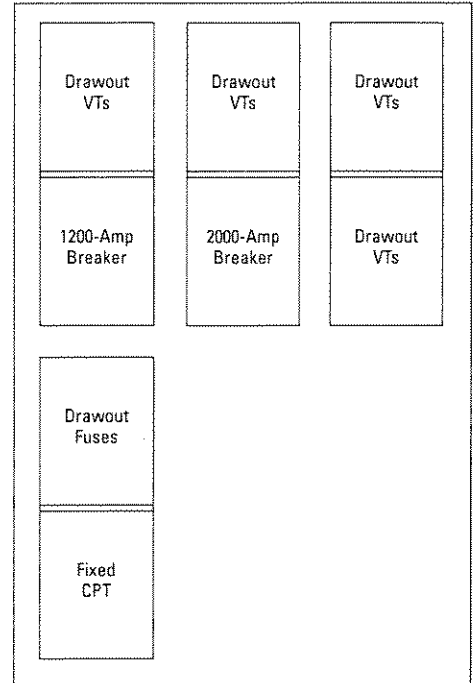 Drawout
VTs
Drawout
VTs
Drawout
VTs
1200-Amp
Breaker
2000-Amp
Breaker
Drawout
VTs
Drawout
Fuses
Fixed
CPT